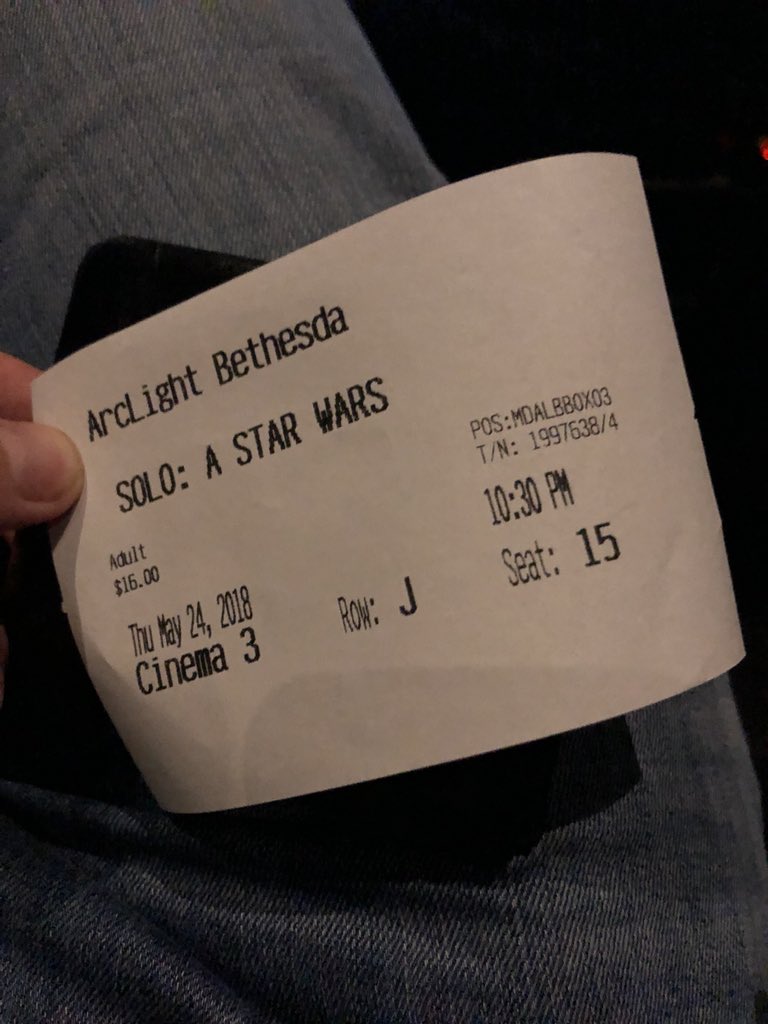 ArcLight Bethesda
SOLO: A STAR WARS
POS:MDALBBOX03
T/N: 1997638/4
10:30 PM
Adult
$16.00
Thu May 24, 2018
Cinema 3
Row: J
Seat: 15